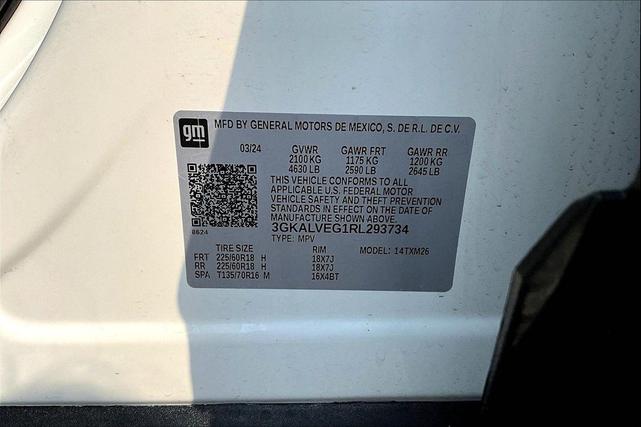 gm MFD BY GENERAL MOTORS DE MEXICO, S. DE R.L. DE C.V.
03/24 GVWR GAWR FRT GAWR RR
2100 KG 1175 KG 1200 KG
4630 LB 2590 LB 2645 LB
THIS VEHICLE CONFORMS TO ALL
APPLICABLE U.S. FEDERAL MOTOR
VEHICLE SAFETY AND THEFT PREVENTION
STANDARDS IN EFFECT ON THE DATE OF
MANUFACTURE SHOWN ABOVE.
0624 3GKALVEG1RL293734
TYPE: MPV MODEL: 14TXM26
TIRE SIZE RIM
FRT 225/60R18 H 18X7J
RR 225/60R18 H 18X7J
SPA T135/70R16 M 16X4BT